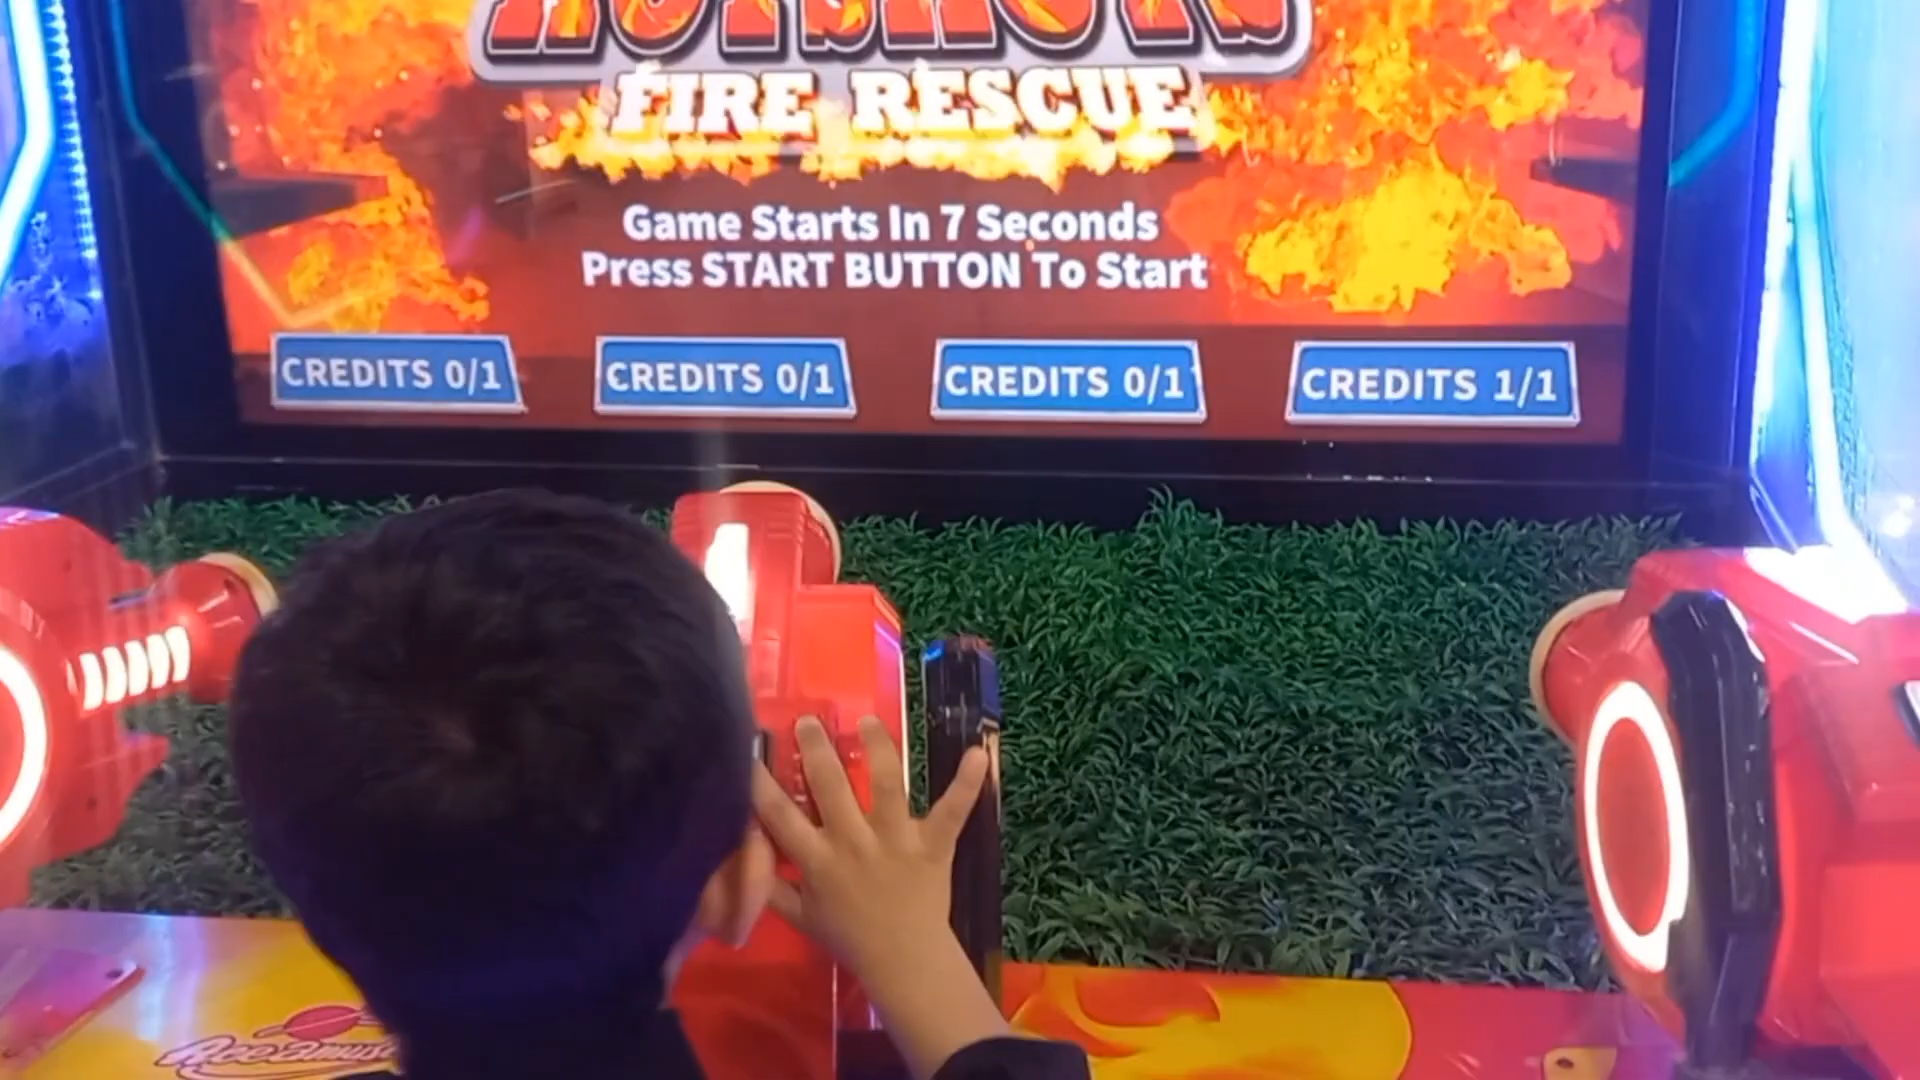 HOTSHOTS
FIRE RESCUE
Game Starts In 7 Seconds
Press START BUTTON To Start
CREDITS 0/1
CREDITS 0/1
CREDITS 0/1
CREDITS 1/1